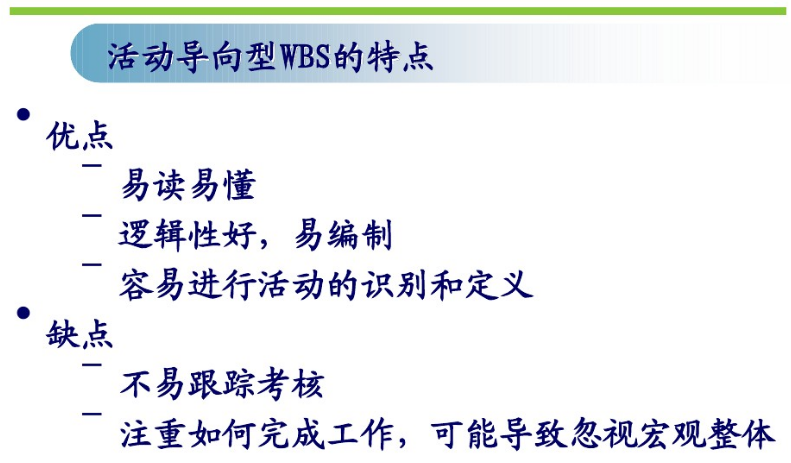 活动导向型WBS的特点
• 优点
– 易读易懂
– 逻辑性好，易编制
– 容易进行活动的识别和定义
• 缺点
– 不易跟踪考核
– 注重如何完成工作，可能导致忽视宏观整体